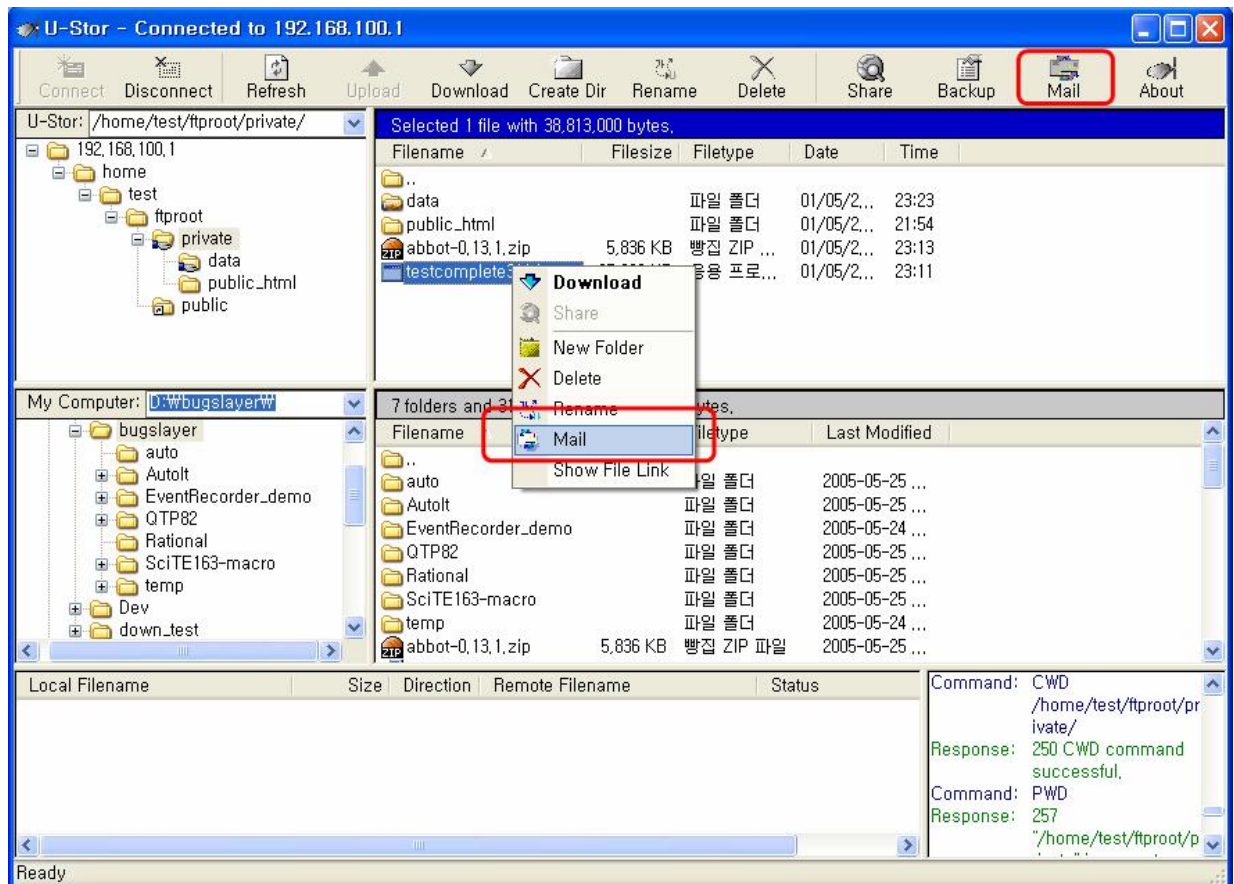 U-Stor - Connected to 192.168.100.1
Connect Disconnect Refresh Upload Download Create Dir Rename Delete Share Backup Mail About
U-Stor: /home/test/ftproot/private/
192,168,100,1
home
test
ftproot
private
data
public_html
public
Selected 1 file with 38,813,000 bytes,
Filename Filesize Filetype Date Time
..
data 파일 폴더 01/05/2,,, 23:23
public_html 파일 폴더 01/05/2,,, 21:54
abbot-0,13,1,zip 5,836 KB 빵집 ZIP ,,, 01/05/2,,, 23:13
testcomplete3 응용 프로,,, 01/05/2,,, 23:11
Download
Share
New Folder
Delete
Rename
Mail
Show File Link
My Computer: D:₩bugslayer₩
bugslayer
auto
AutoIt
EventRecorder_demo
QTP82
Rational
SciTE163-macro
temp
Dev
down_test
7 folders and 31 bytes,
Filename Filetype Last Modified
..
auto 파일 폴더 2005-05-25 ,,,
AutoIt 파일 폴더 2005-05-25 ,,,
EventRecorder_demo 파일 폴더 2005-05-24 ,,,
QTP82 파일 폴더 2005-05-25 ,,,
Rational 파일 폴더 2005-05-25 ,,,
SciTE163-macro 파일 폴더 2005-05-25 ,,,
temp 파일 폴더 2005-05-24 ,,,
abbot-0,13,1,zip 5,836 KB 빵집 ZIP 파일 2005-05-25 ,,,
Local Filename Size Direction Remote Filename Status
Command: CWD
/home/test/ftproot/pr
ivate/
Response: 250 CWD command
successful,
Command: PWD
Response: 257
"/home/test/ftproot/p
Ready